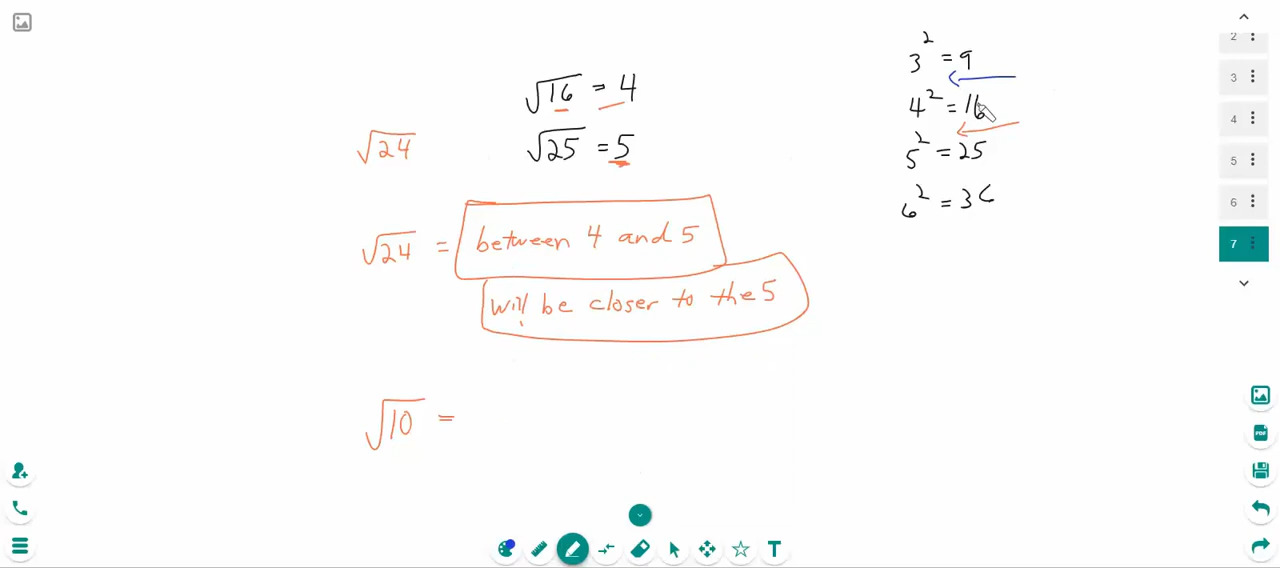 √16 = 4
√25 = 5
√24
√24 = between 4 and 5
will be closer to the 5
√10 =
3² = 9
4² = 16
5² = 25
6² = 36
2
3
4
5
6
7
PDF
T